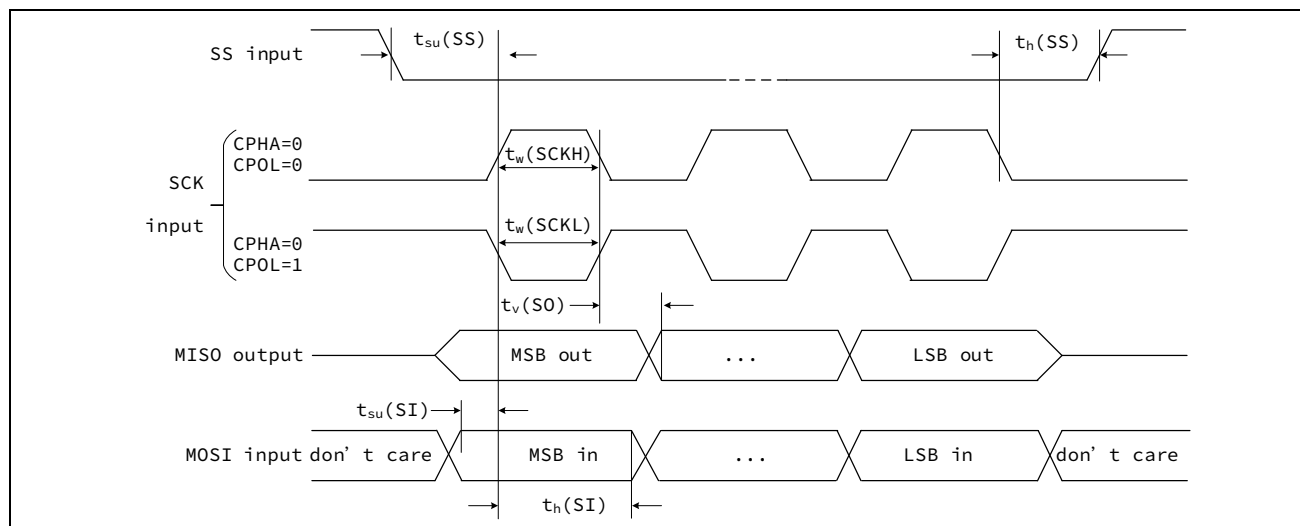 tsu(SS)
th(SS)
SS input
CPHA=0
CPOL=0
tw(SCKH)
SCK
input
tw(SCKL)
CPHA=0
CPOL=1
tv(SO)
MISO output
MSB out
...
LSB out
tsu(SI)
MOSI input don't care
MSB in
...
LSB in
don't care
th(SI)